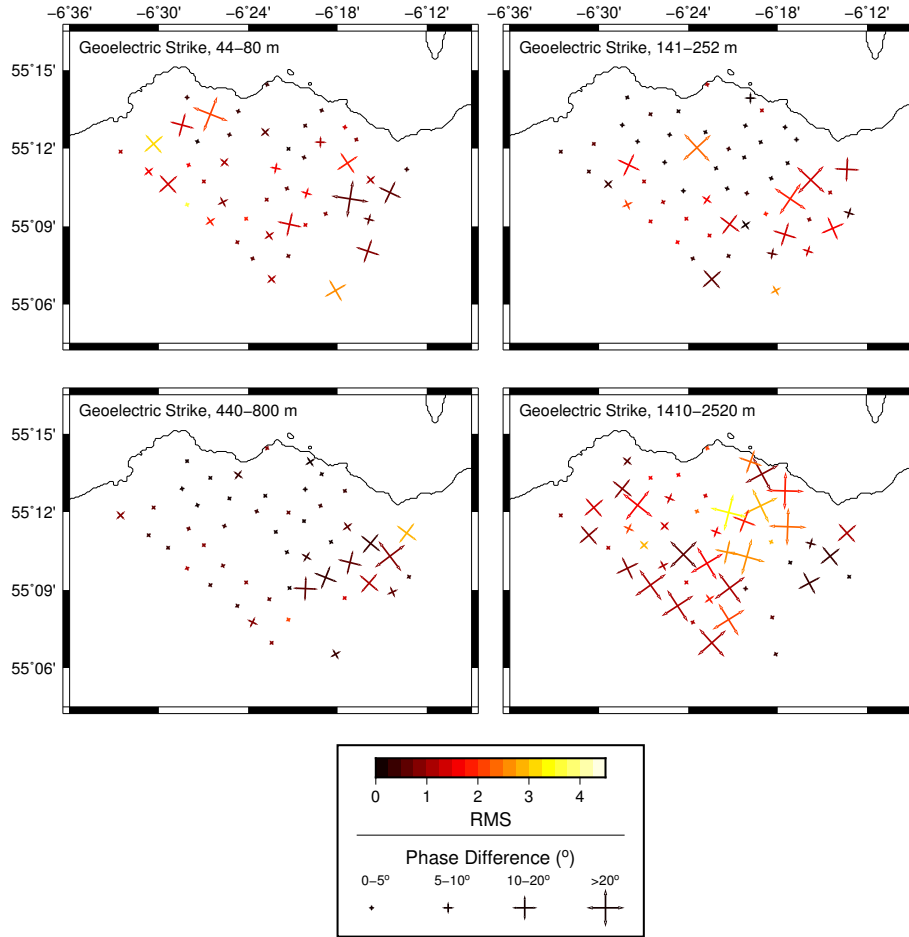 −6˚36' −6˚30' −6˚24' −6˚18' −6˚12' −6˚36' −6˚30' −6˚24' −6˚18' −6˚12'
Geoelectric Strike, 44−80 m Geoelectric Strike, 141−252 m
55˚15'
55˚12'
55˚09'
55˚06'
Geoelectric Strike, 440−800 m Geoelectric Strike, 1410−2520 m
55˚15'
55˚12'
55˚09'
55˚06'
0 1 2 3 4
RMS
Phase Difference (º)
0−5º 5−10º 10−20º >20º